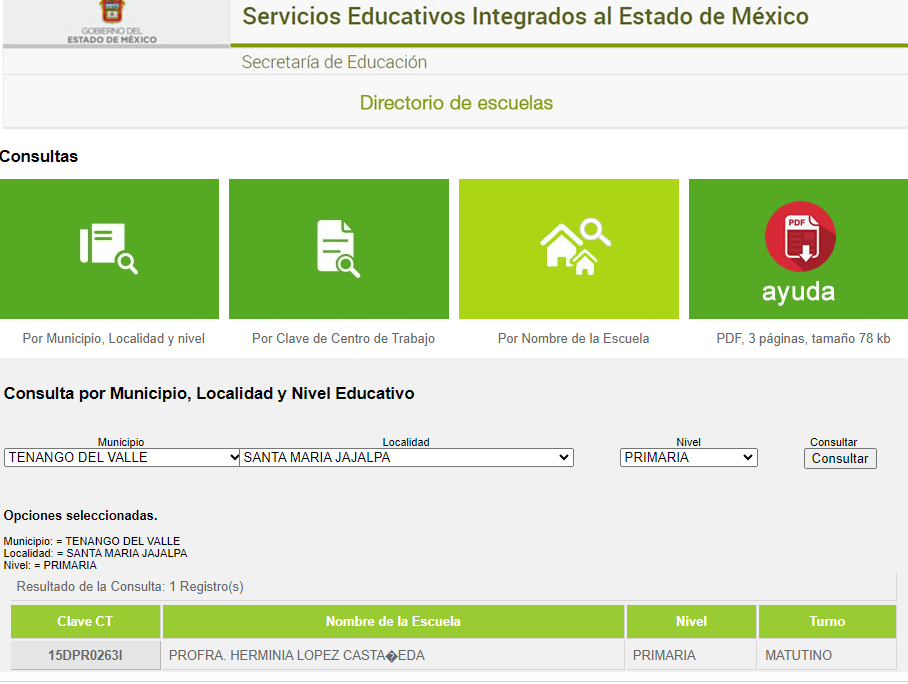 GOBIERNO DEL
ESTADO DE MÉXICO
Servicios Educativos Integrados al Estado de México
Secretaría de Educación
Directorio de escuelas
Consultas
PDF
ayuda
Por Municipio, Localidad y nivel
Por Clave de Centro de Trabajo
Por Nombre de la Escuela
PDF, 3 páginas, tamaño 78 kb
Consulta por Municipio, Localidad y Nivel Educativo
Municipio Localidad Nivel Consultar
TENANGO DEL VALLE SANTA MARIA JAJALPA PRIMARIA Consultar
Opciones seleccionadas.
Municipio: = TENANGO DEL VALLE
Localidad: = SANTA MARIA JAJALPA
Nivel: = PRIMARIA
Resultado de la Consulta: 1 Registro(s)
Clave CT Nombre de la Escuela Nivel Turno
15DPR0263I PROFRA. HERMINIA LOPEZ CASTA�EDA PRIMARIA MATUTINO